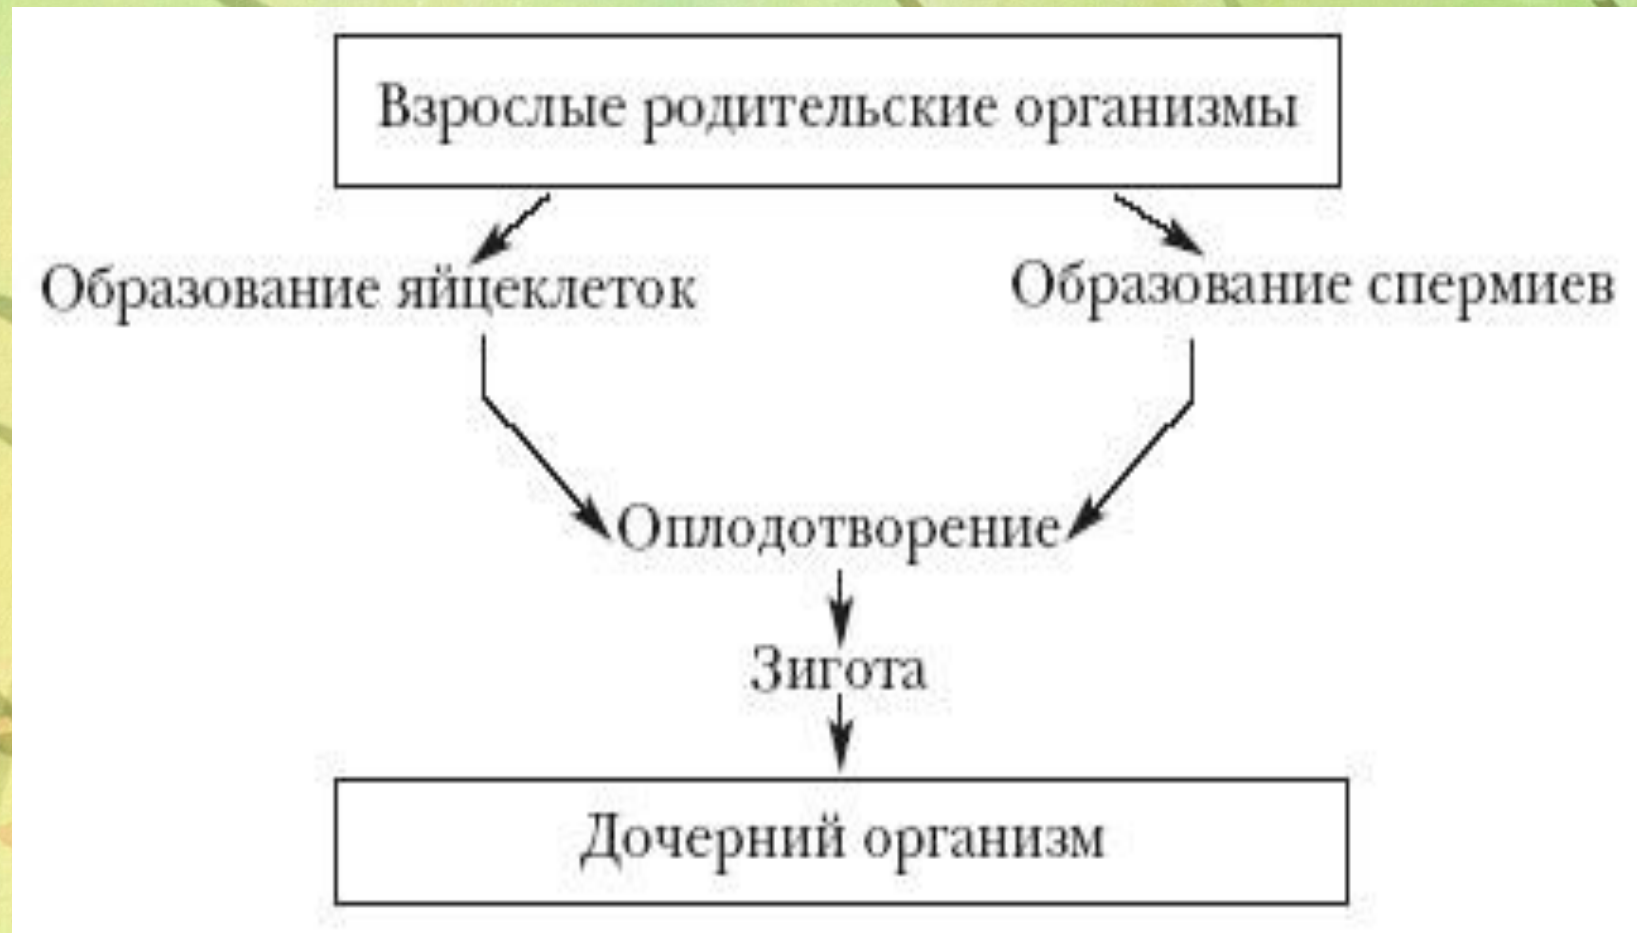 Взрослые родительские организмы
Образование яйцеклеток
Образование спермиев
Оплодотворение
Зигота
Дочерний организм